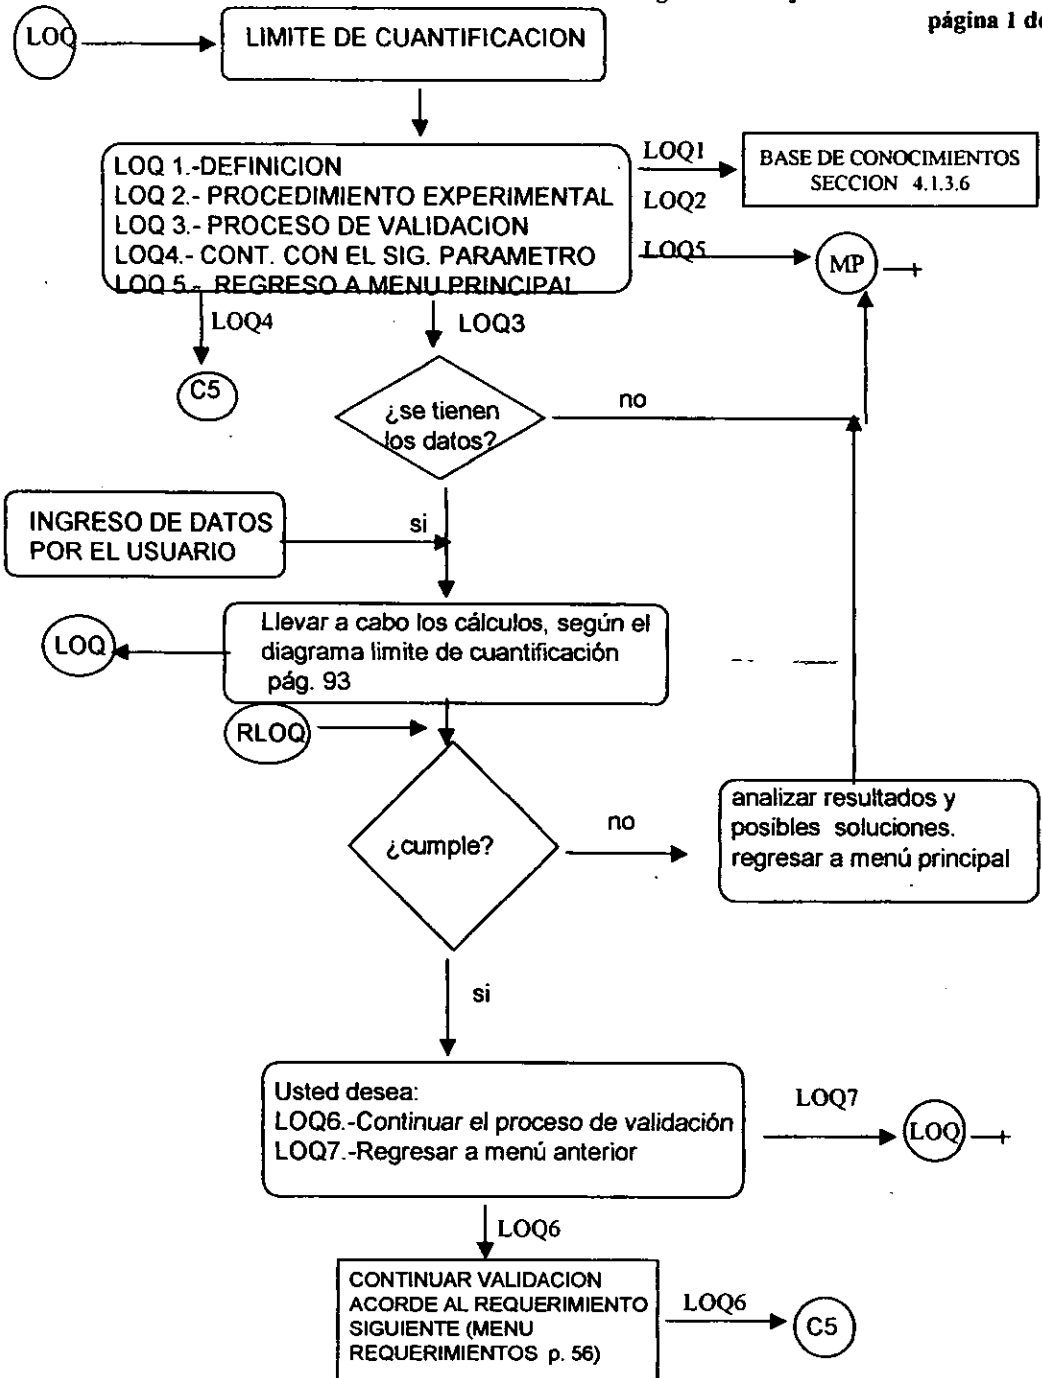 página 1 de
LOQ
LIMITE DE CUANTIFICACION
LOQ 1.-DEFINICION
LOQ 2.- PROCEDIMIENTO EXPERIMENTAL
LOQ 3.- PROCESO DE VALIDACION
LOQ4.- CONT. CON EL SIG. PARAMETRO
LOQ 5.- REGRESO A MENU PRINCIPAL
LOQ1
LOQ2
LOQ5
BASE DE CONOCIMIENTOS
SECCION 4.1.3.6
MP
LOQ4
LOQ3
C5
¿se tienen
los datos?
no
INGRESO DE DATOS
POR EL USUARIO
si
Llevar a cabo los cálculos, según el
diagrama limite de cuantificación
pág. 93
LOQ
RLOQ
¿cumple?
no
analizar resultados y
posibles soluciones.
regresar a menú principal
si
Usted desea:
LOQ6.-Continuar el proceso de validación
LOQ7.-Regresar a menú anterior
LOQ7
LOQ
LOQ6
CONTINUAR VALIDACION
ACORDE AL REQUERIMIENTO
SIGUIENTE (MENU
REQUERIMIENTOS p. 56)
LOQ6
C5